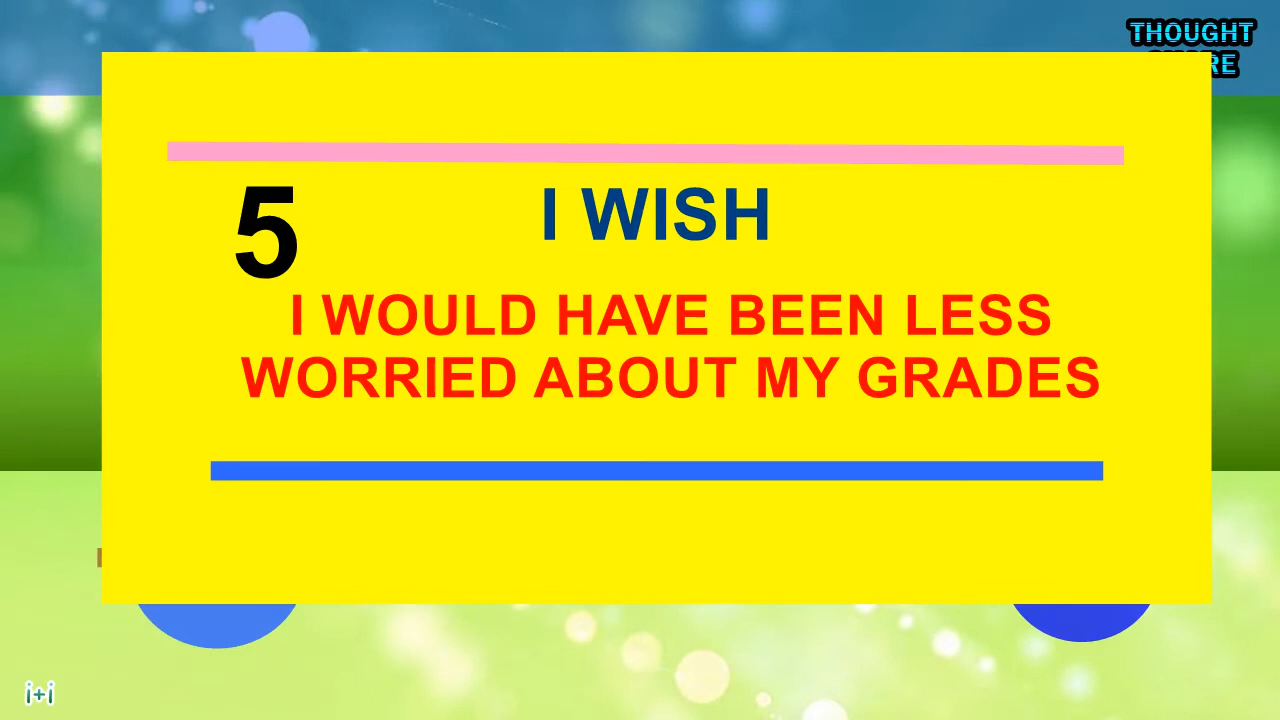 THOUGHT
5
I WISH
I WOULD HAVE BEEN LESS
WORRIED ABOUT MY GRADES
i+i